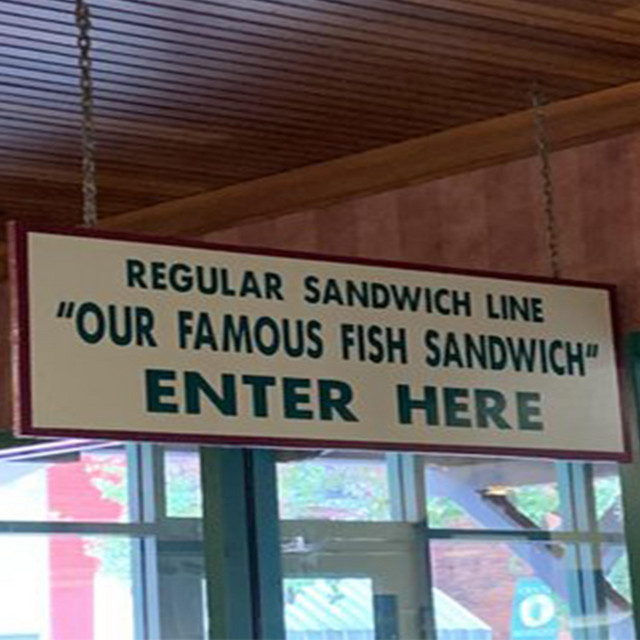 REGULAR SANDWICH LINE
"OUR FAMOUS FISH SANDWICH"
ENTER HERE